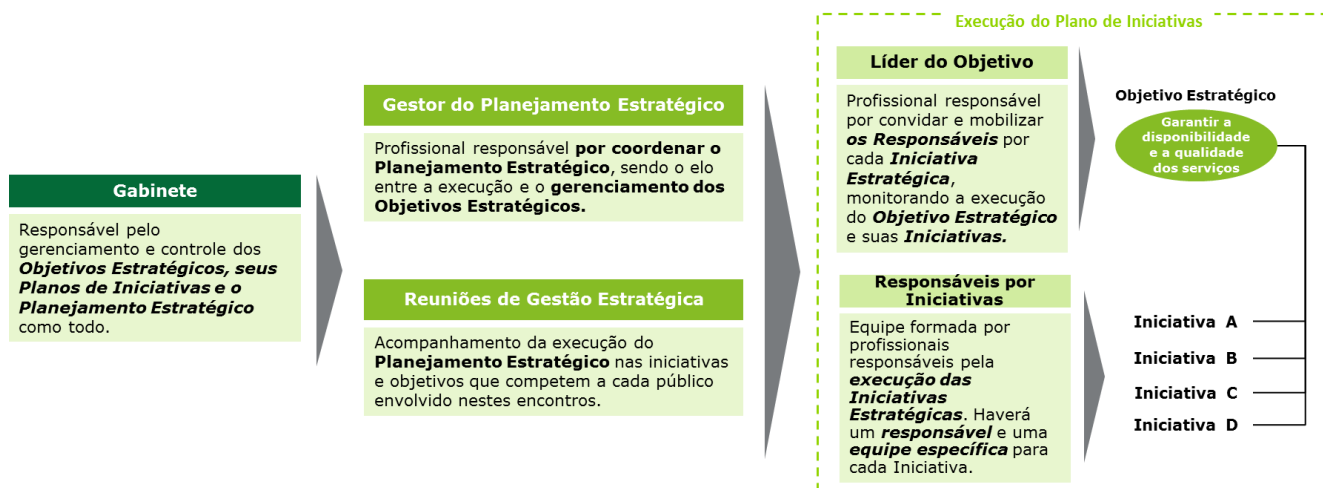 Gabinete
Responsável pelo
gerenciamento e controle dos
Objetivos Estratégicos, seus
Planos de Iniciativas e o
Planejamento Estratégico
como todo.
Gestor do Planejamento Estratégico
Profissional responsável por coordenar o
Planejamento Estratégico, sendo o elo
entre a execução e o gerenciamento dos
Objetivos Estratégicos.
Reuniões de Gestão Estratégica
Acompanhamento da execução do
Planejamento Estratégico nas iniciativas
e objetivos que competem a cada público
envolvido nestes encontros.
Execução do Plano de Iniciativas
Líder do Objetivo
Profissional responsável
por convidar e mobilizar
os Responsáveis por
cada Iniciativa
Estratégica,
monitorando a execução
do Objetivo Estratégico
e suas Iniciativas.
Responsáveis por
Iniciativas
Equipe formada por
profissionais
responsáveis pela
execução das
Iniciativas
Estratégicas. Haverá
um responsável e uma
equipe específica para
cada Iniciativa.
Objetivo Estratégico
Garantir a
disponibilidade
e a qualidade
dos serviços
Iniciativa A
Iniciativa B
Iniciativa C
Iniciativa D